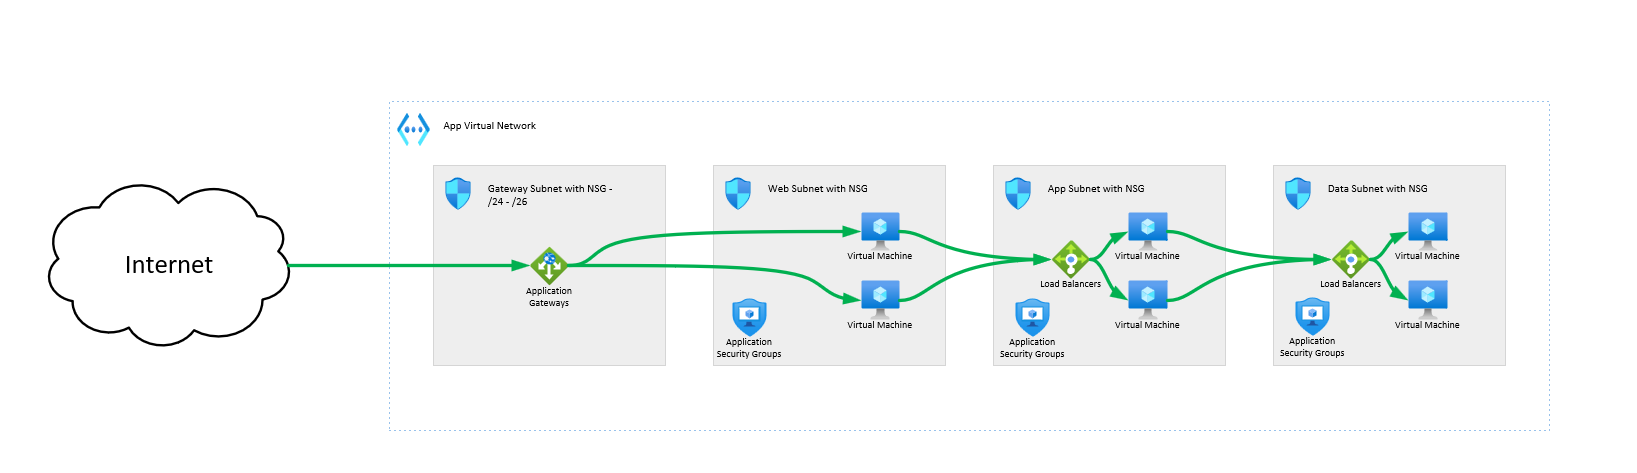 Internet
App Virtual Network
Gateway Subnet with NSG -
/24 - /26
Application
Gateways
Web Subnet with NSG
Virtual Machine
Virtual Machine
Application
Security Groups
App Subnet with NSG
Virtual Machine
Load Balancers
Virtual Machine
Application
Security Groups
Data Subnet with NSG
Virtual Machine
Load Balancers
Virtual Machine
Application
Security Groups